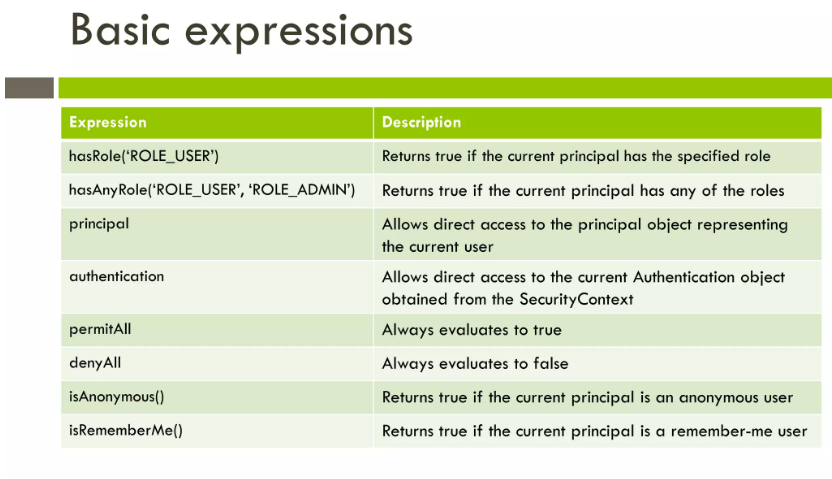 Basic expressions
Expression Description
hasRole(‘ROLE_USER’) Returns true if the current principal has the specified role
hasAnyRole(‘ROLE_USER’, ‘ROLE_ADMIN’) Returns true if the current principal has any of the roles
principal Allows direct access to the principal object representing
the current user
authentication Allows direct access to the current Authentication object
obtained from the SecurityContext
permitAll Always evaluates to true
denyAll Always evaluates to false
isAnonymous() Returns true if the current principal is an anonymous user
isRememberMe() Returns true if the current principal is a remember-me user